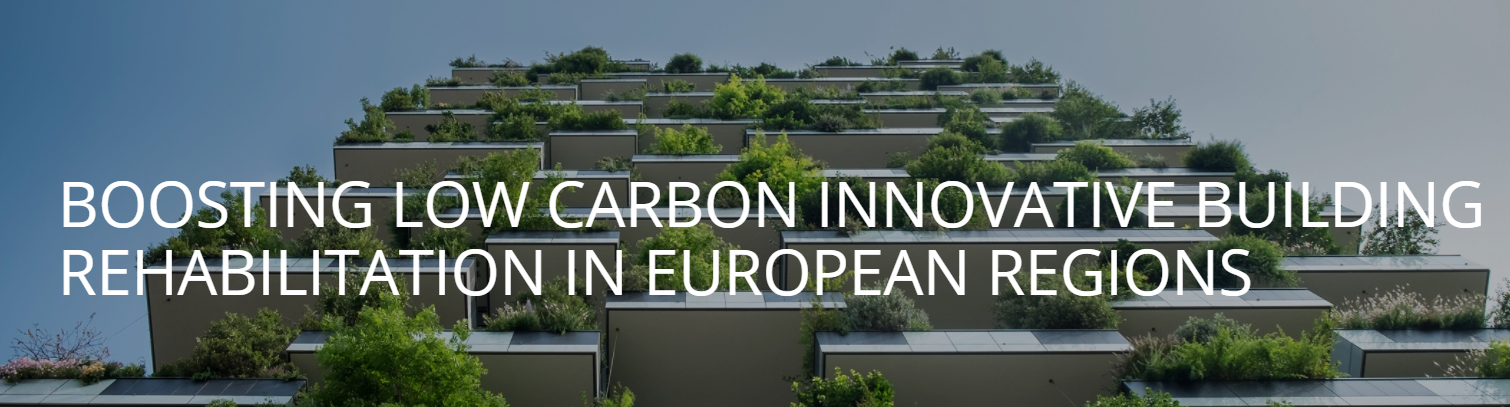 BOOSTING LOW CARBON INNOVATIVE BUILDING
REHABILITATION IN EUROPEAN REGIONS